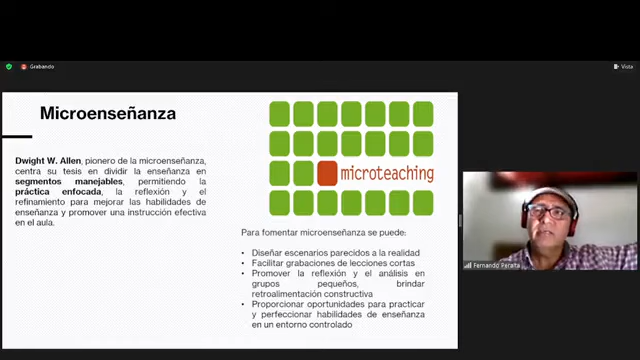 Grabando
Vista
Microenseñanza
Dwight W. Allen, pionero de la microenseñanza,
centra su tesis en dividir la enseñanza en
segmentos manejables, permitiendo la
práctica enfocada, la reflexión y el
refinamiento para mejorar las habilidades de
enseñanza y promover una instrucción efectiva
en el aula.
microteaching
Para fomentar microenseñanza se puede:
• Diseñar escenarios parecidos a la realidad
• Facilitar grabaciones de lecciones cortas
• Promover la reflexión y el análisis en
grupos pequeños, brindar
retroalimentación constructiva
• Proporcionar oportunidades para practicar
y perfeccionar habilidades de enseñanza
en un entorno controlado
Fernando Peralta